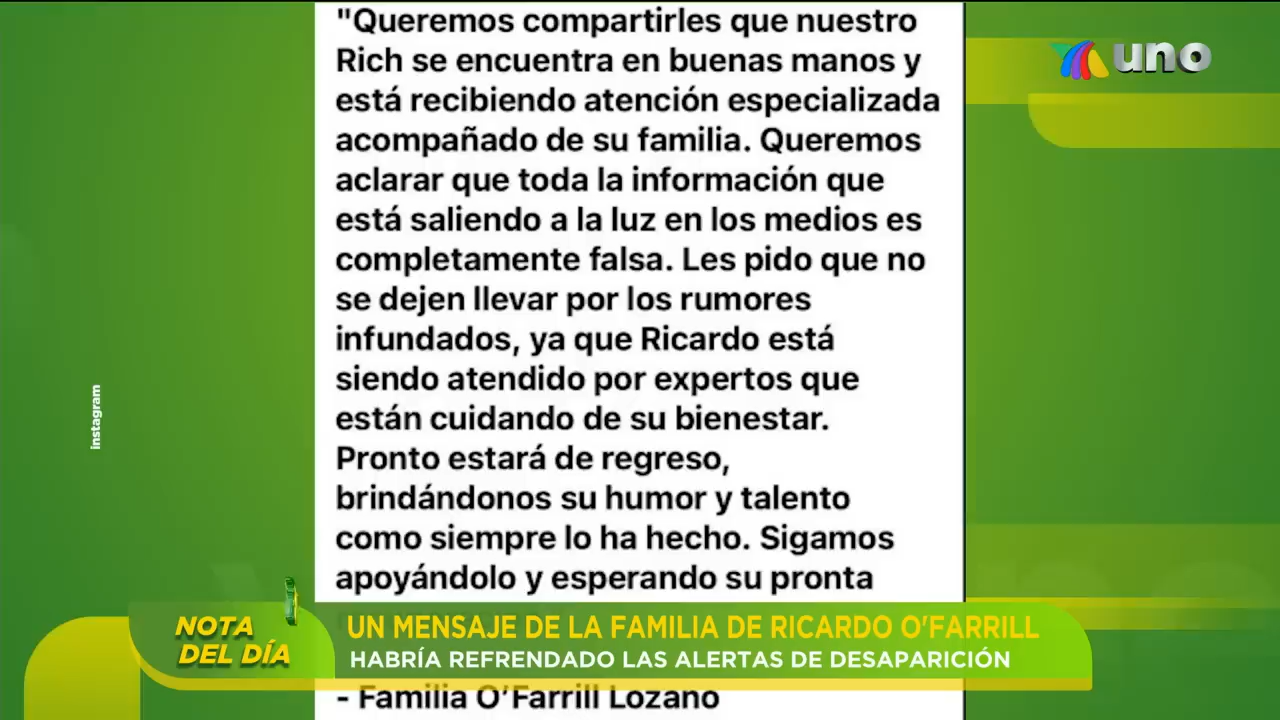 "Queremos compartirles que nuestro
Rich se encuentra en buenas manos y
está recibiendo atención especializada
acompañado de su familia. Queremos
aclarar que toda la información que
está saliendo a la luz en los medios es
completamente falsa. Les pido que no
se dejen llevar por los rumores
infundados, ya que Ricardo está
siendo atendido por expertos que
están cuidando de su bienestar.
Pronto estará de regreso,
brindándonos su humor y talento
como siempre lo ha hecho. Sigamos
apoyándolo y esperando su pronta
- Familia O’Farrill Lozano
uno
instagram
NOTA
DEL DÍA
UN MENSAJE DE LA FAMILIA DE RICARDO O'FARRILL
HABRÍA REFRENDADO LAS ALERTAS DE DESAPARICIÓN